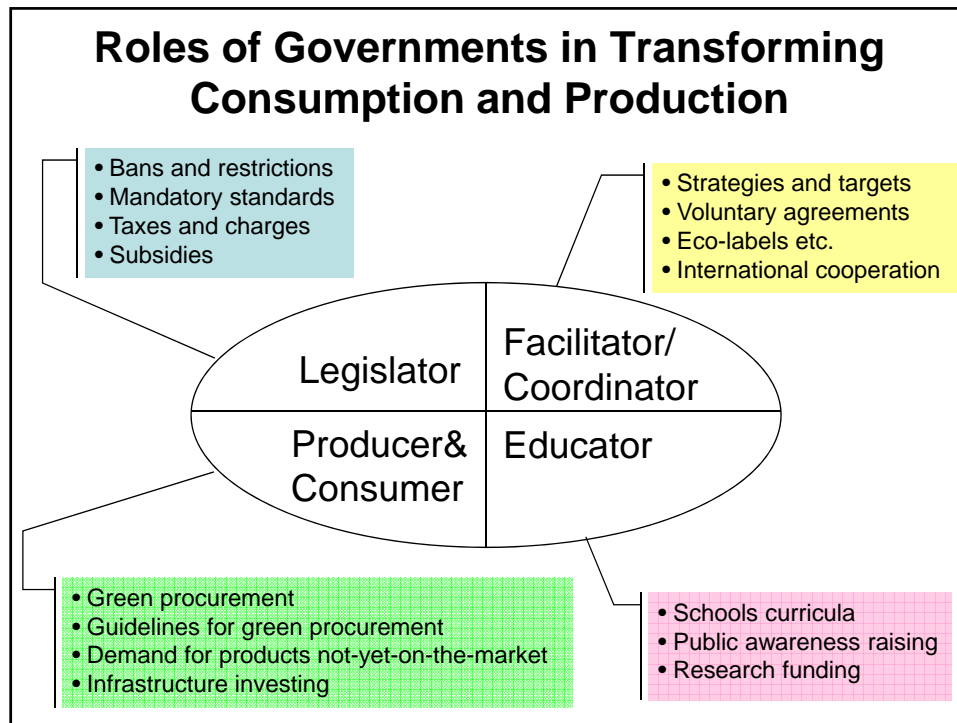 Roles of Governments in Transforming
Consumption and Production
• Bans and restrictions
• Mandatory standards
• Taxes and charges
• Subsidies
• Strategies and targets
• Voluntary agreements
• Eco-labels etc.
• International cooperation
Legislator
Facilitator/
Coordinator
Producer&
Consumer
Educator
• Green procurement
• Guidelines for green procurement
• Demand for products not-yet-on-the-market
• Infrastructure investing
• Schools curricula
• Public awareness raising
• Research funding